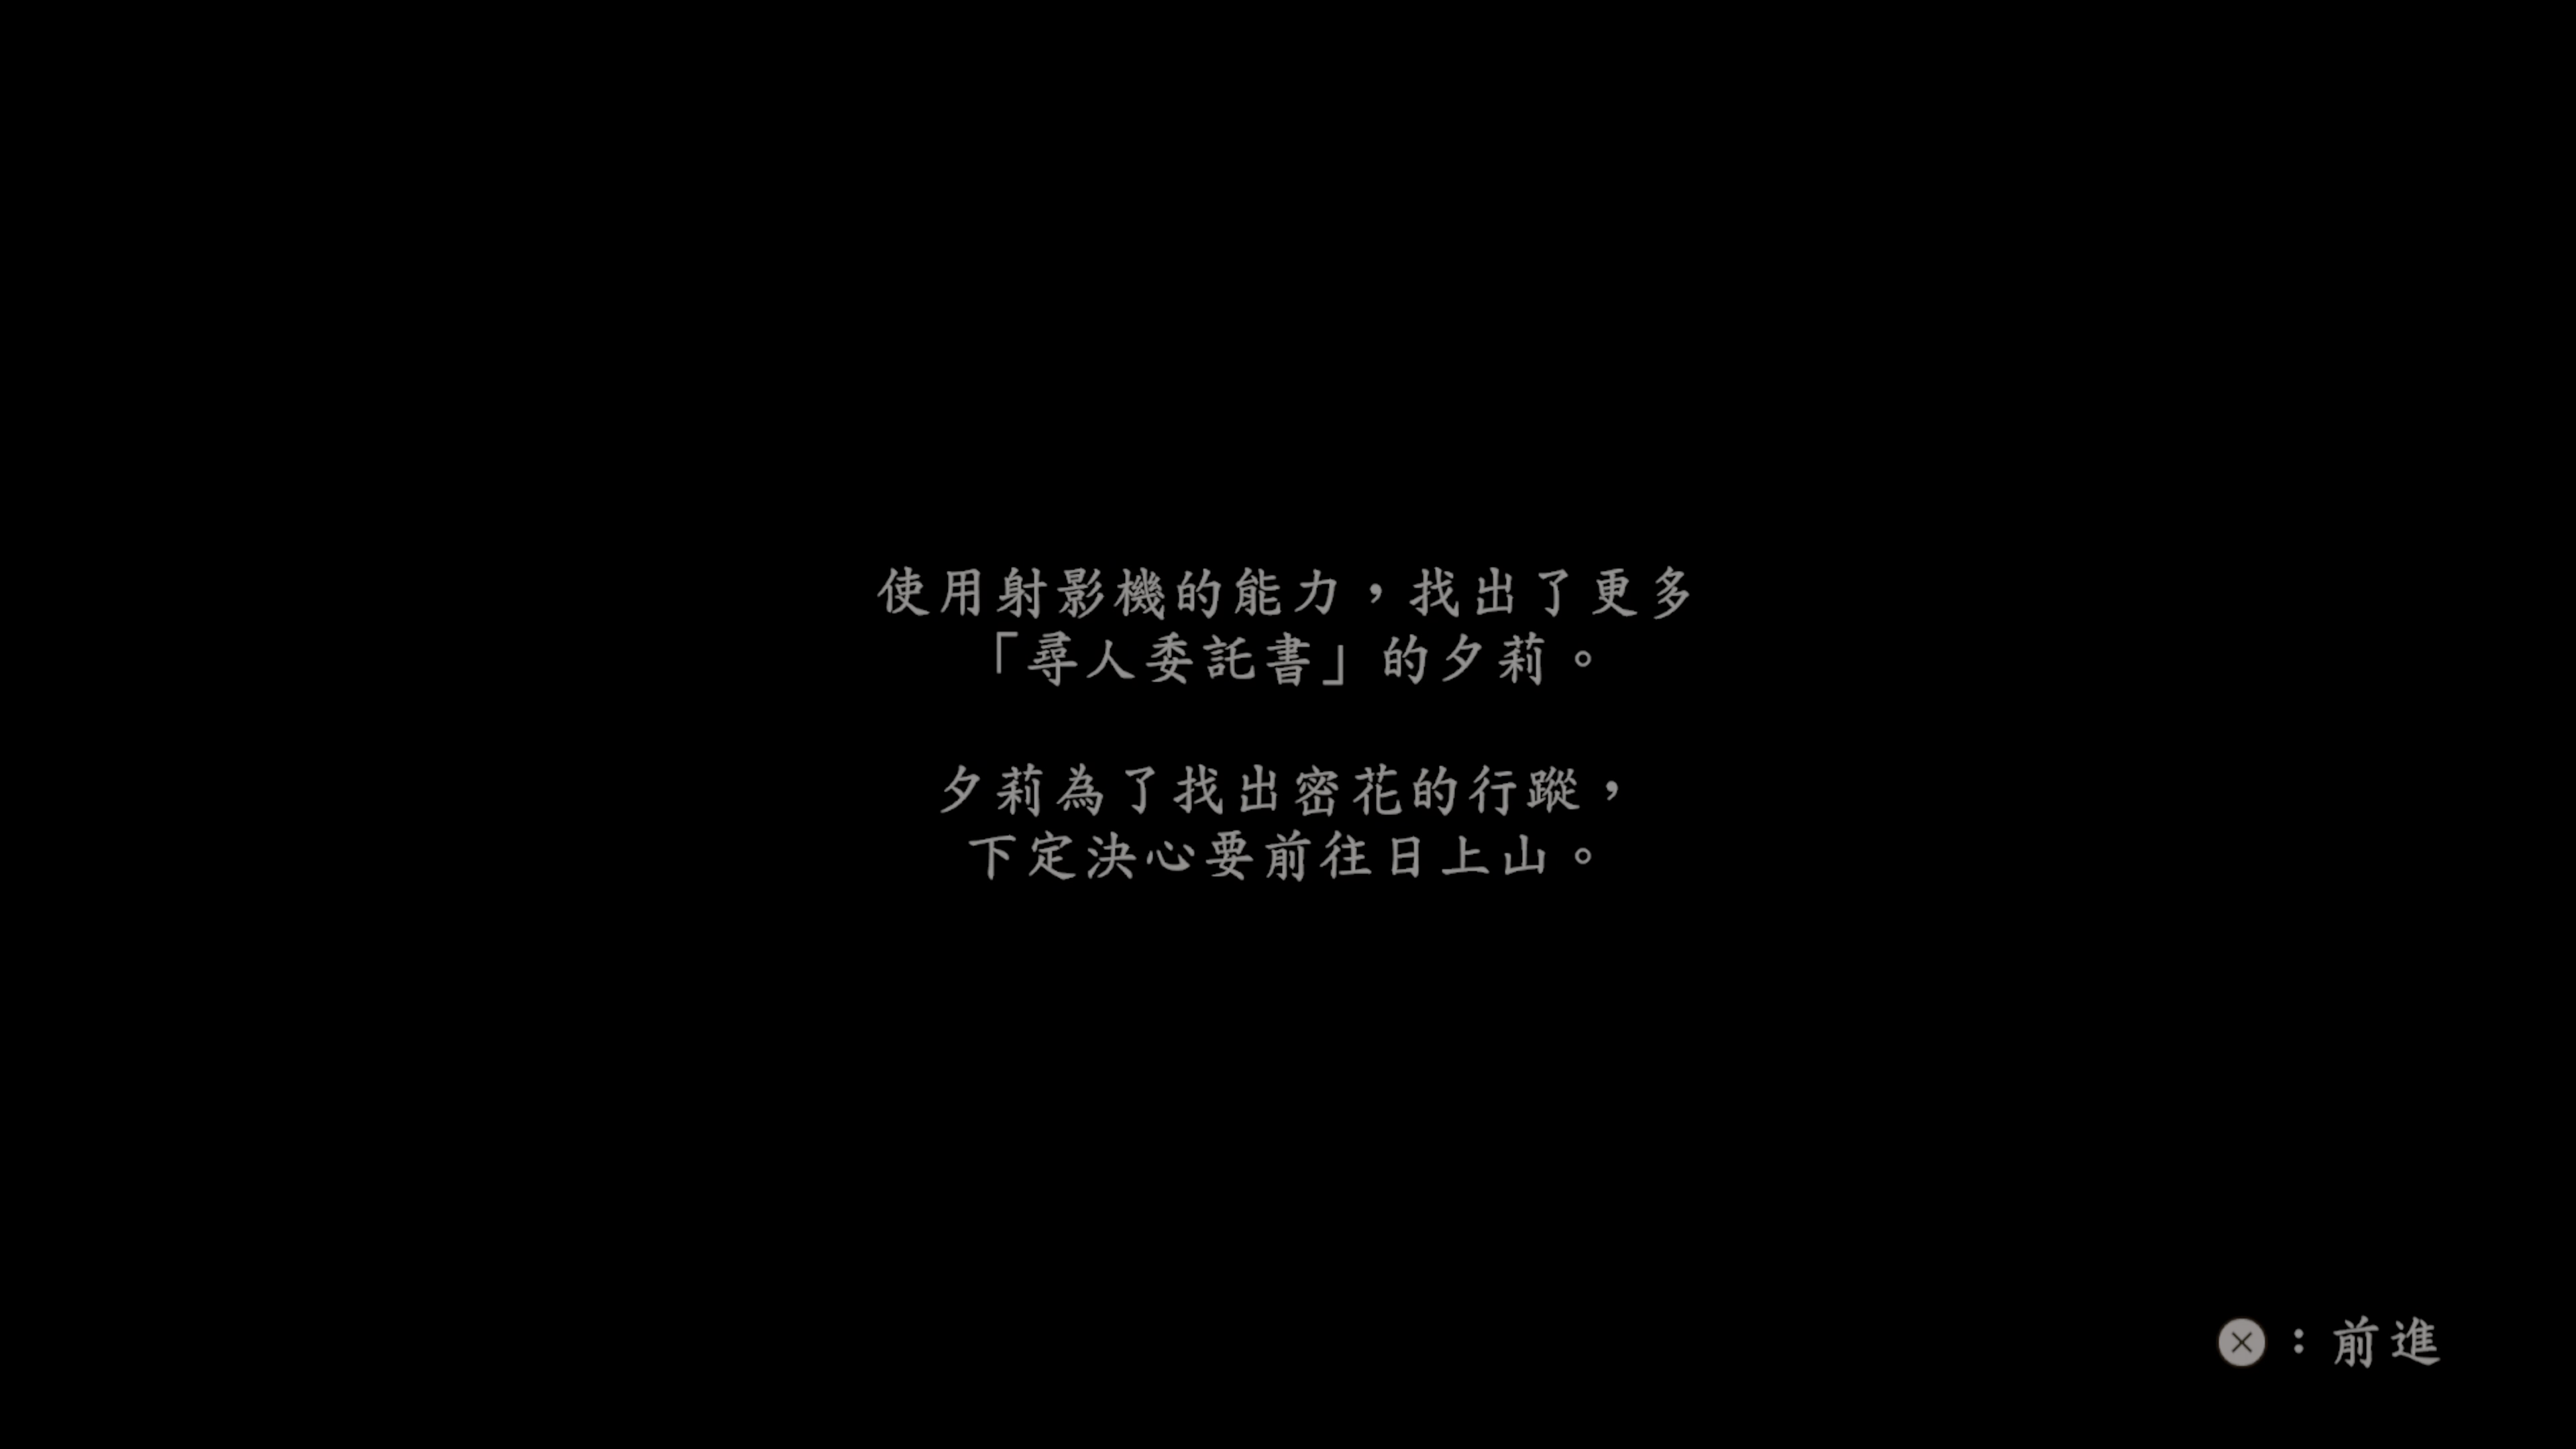 使用射影機的能力，找出了更多
「尋人委託書」的夕莉。
夕莉為了找出密花的行蹤，
下定決心要前往日上山。
⊗：前進